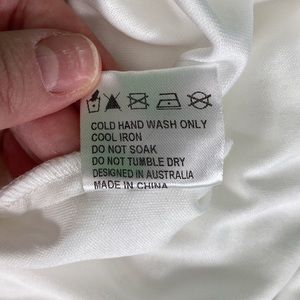 COLD HAND WASH ONLY
COOL IRON
DO NOT SOAK
DO NOT TUMBLE DRY
DESIGNED IN AUSTRALIA
MADE IN CHINA